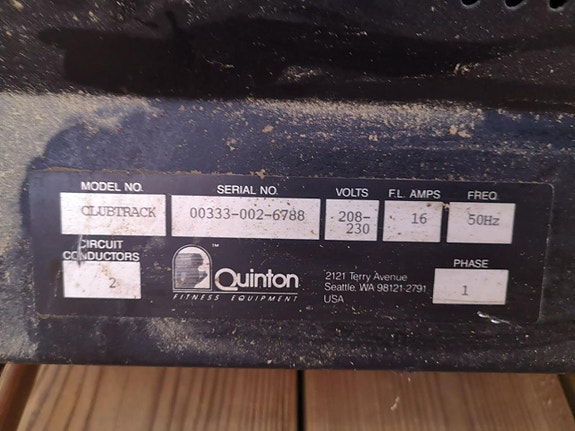 MODEL NO. SERIAL NO. VOLTS F.L. AMPS FREQ
CLUBTRACK 00333-002-6788 208-230 16 50Hz
CIRCUIT CONDUCTORS
2
™
Quinton
FITNESS EQUIPMENT
2121 Terry Avenue
Seattle, WA 98121-2791
USA
PHASE
1